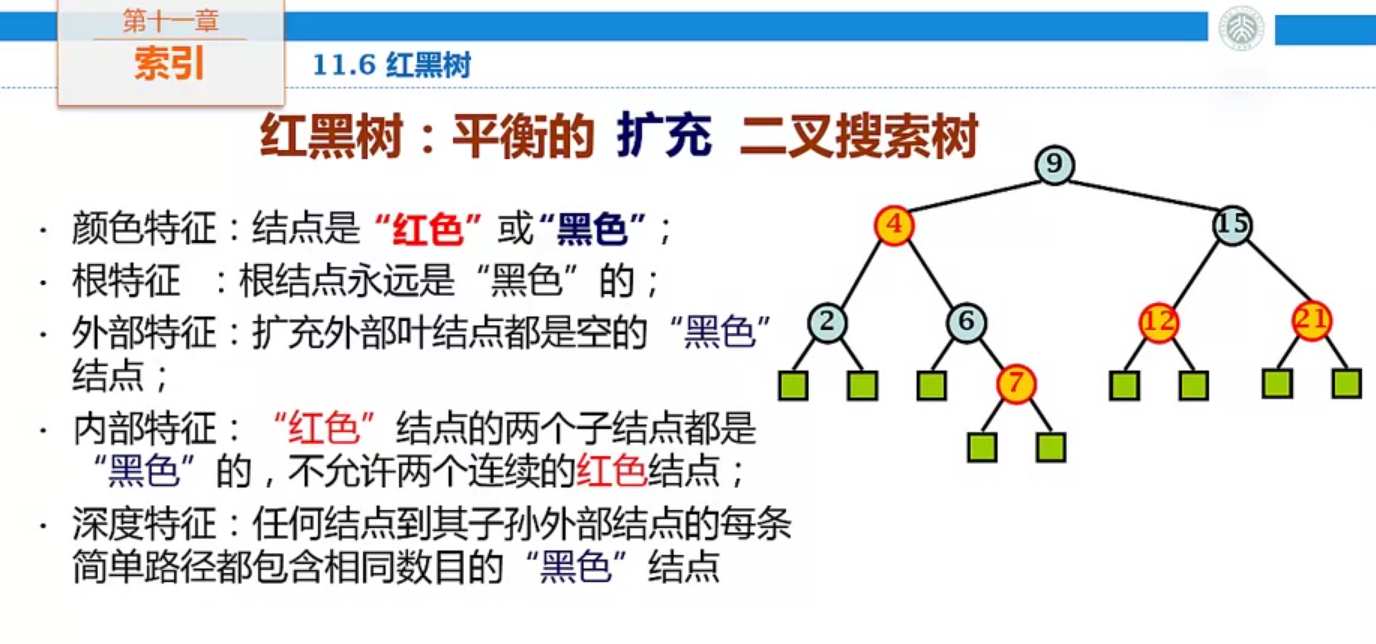 第十一章
索引
11.6 红黑树
红黑树：平衡的 扩充 二叉搜索树
· 颜色特征：结点是“红色”或“黑色”；
· 根特征 ：根结点永远是“黑色”的；
· 外部特征：扩充外部叶结点都是空的“黑色”
结点；
· 内部特征：“红色”结点的两个子结点都是
“黑色”的，不允许两个连续的红色结点；
· 深度特征：任何结点到其子孙外部结点的每条
简单路径都包含相同数目的“黑色”结点
9
4 15
2 6 12 21
7